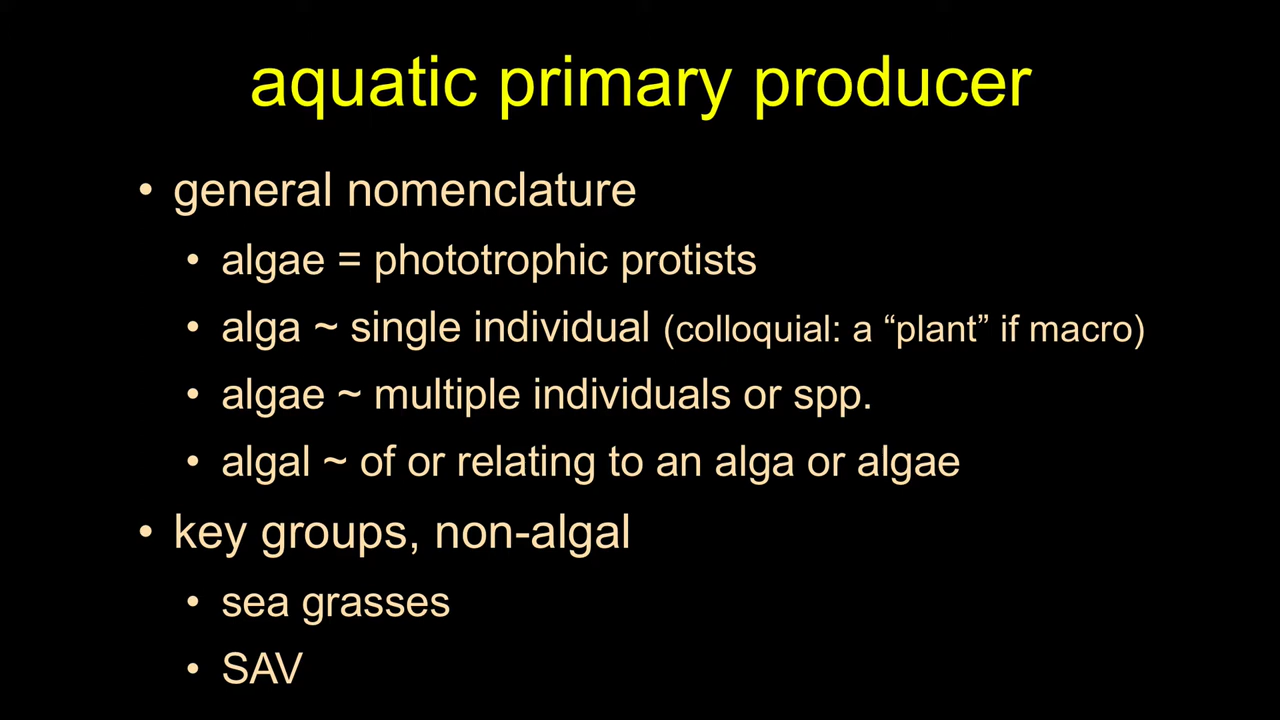 aquatic primary producer
• general nomenclature
• algae = phototrophic protists
• alga ~ single individual (colloquial: a “plant” if macro)
• algae ~ multiple individuals or spp.
• algal ~ of or relating to an alga or algae
• key groups, non-algal
• sea grasses
• SAV